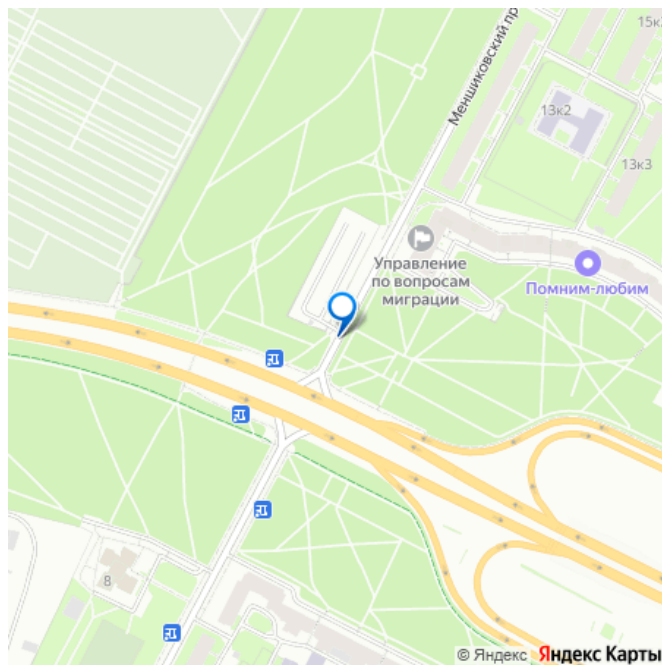 15к2
Меншиковский пр
13к2
13к3
Управление
по вопросам
миграции
Помним-любим
8
© Яндекс Яндекс Карты